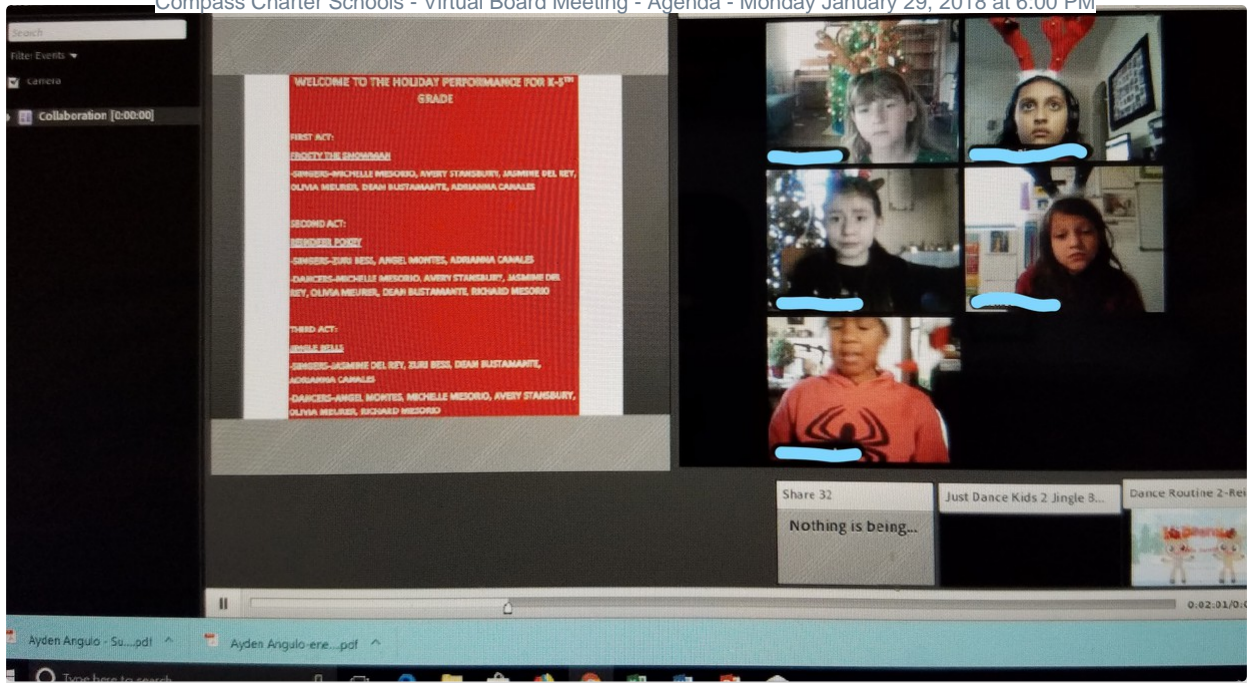 Compass Charter Schools - Virtual Board Meeting - Agenda - Monday January 29, 2018 at 6:00 PM
Search
Filter Events
Camera
Collaboration [0:00:00]
WELCOME TO THE HOLIDAY PERFORMANCE FOR K-5TH
GRADE
FIRST ACT:
FROSTY THE SNOWMAN
-SINGERS-MICHELLE MESORIO, AVERY STANSBURY, JASMINE DEL REY,
OLIVIA MEURER, DEAN BUSTAMANTE, ADRIANNA CANALES
SECOND ACT:
REINDEER POKEY
-SINGERS-ZURI BESS, ANGEL MONTES, ADRIANNA CANALES
-DANCERS-MICHELLE MESORIO, AVERY STANSBURY, JASMINE DEL
REY, OLIVIA MEURER, DEAN BUSTAMANTE, RICHARD MESORIO
THIRD ACT:
JINGLE BELLS
-SINGERS-JASMINE DEL REY, ZURI BESS, DEAN BUSTAMANTE,
ADRIANNA CANALES
-DANCERS-ANGEL MONTES, MICHELLE MESORIO, AVERY STANSBURY,
OLIVIA MEURER, RICHARD MESORIO
Share 32
Nothing is being...
Just Dance Kids 2 Jingle B...
Dance Routine 2-Rei
0:02:01/0:0
Ayden Angulo - Su....pdf
Ayden Angulo-ene....pdf
Type here to search